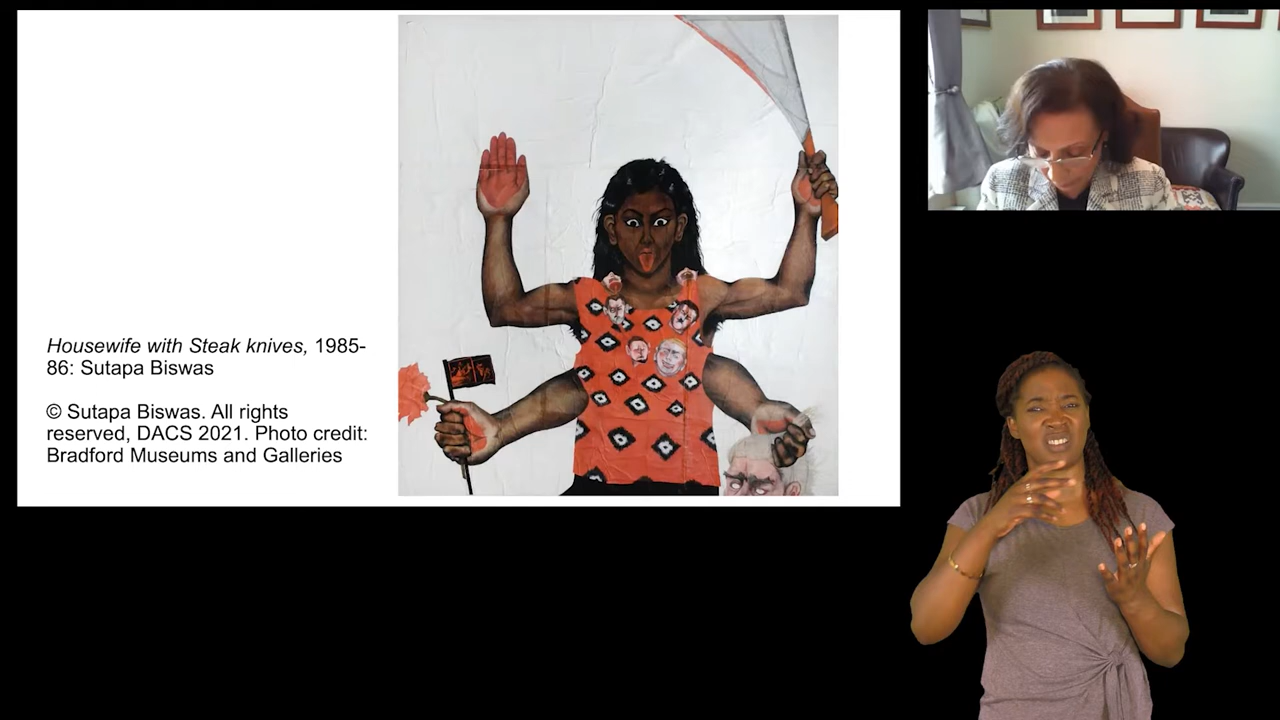 Housewife with Steak knives, 1985-
86: Sutapa Biswas
© Sutapa Biswas. All rights
reserved, DACS 2021. Photo credit:
Bradford Museums and Galleries